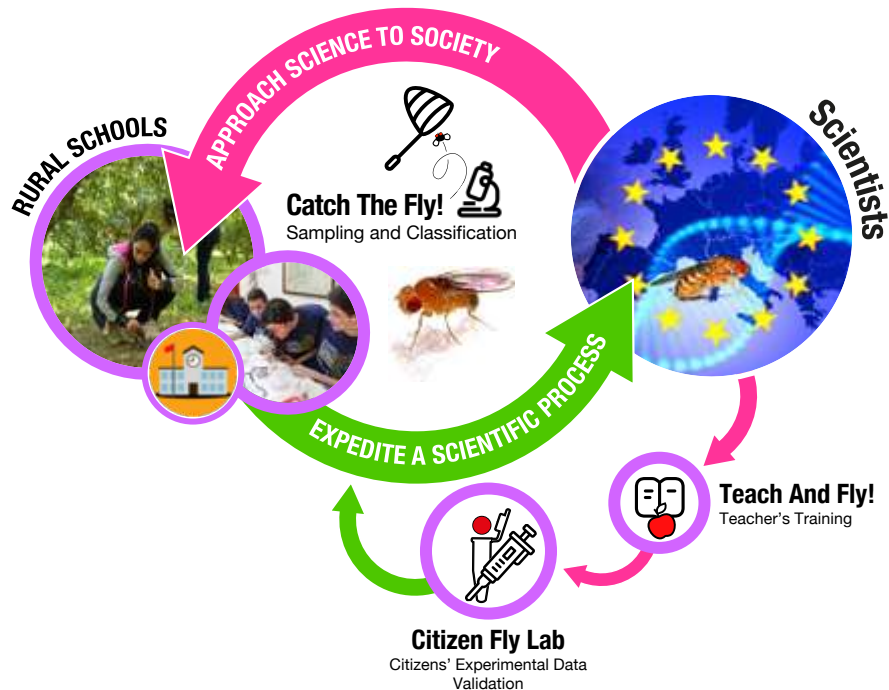 APPROACH SCIENCE TO SOCIETY
RURAL SCHOOLS
Scientists
Catch The Fly!
Sampling and Classification
EXPEDITE A SCIENTIFIC PROCESS
Teach And Fly!
Teacher's Training
Citizen Fly Lab
Citizens' Experimental Data
Validation